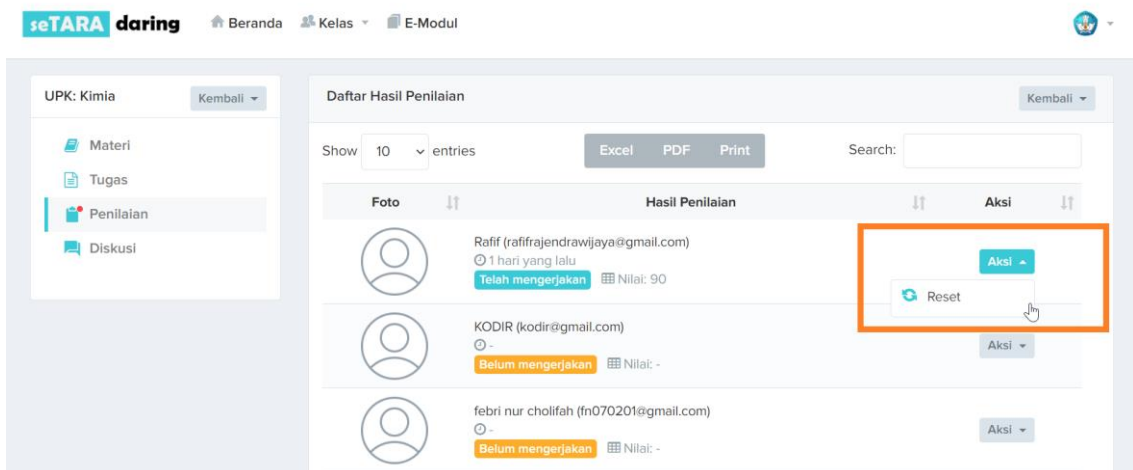 seTARA daring Beranda Kelas E-Modul
UPK: Kimia Kembali
Materi
Tugas
Penilaian
Diskusi
Daftar Hasil Penilaian Kembali
Show 10 entries Excel PDF Print Search:
Foto Hasil Penilaian Aksi
Rafif (rafifrajendrawijaya@gmail.com)
1 hari yang lalu
Telah mengerjakan Nilai: 90
Aksi
Reset
KODIR (kodir@gmail.com)
-
Belum mengerjakan Nilai: -
Aksi
febri nur cholifah (fn070201@gmail.com)
-
Belum mengerjakan Nilai: -
Aksi